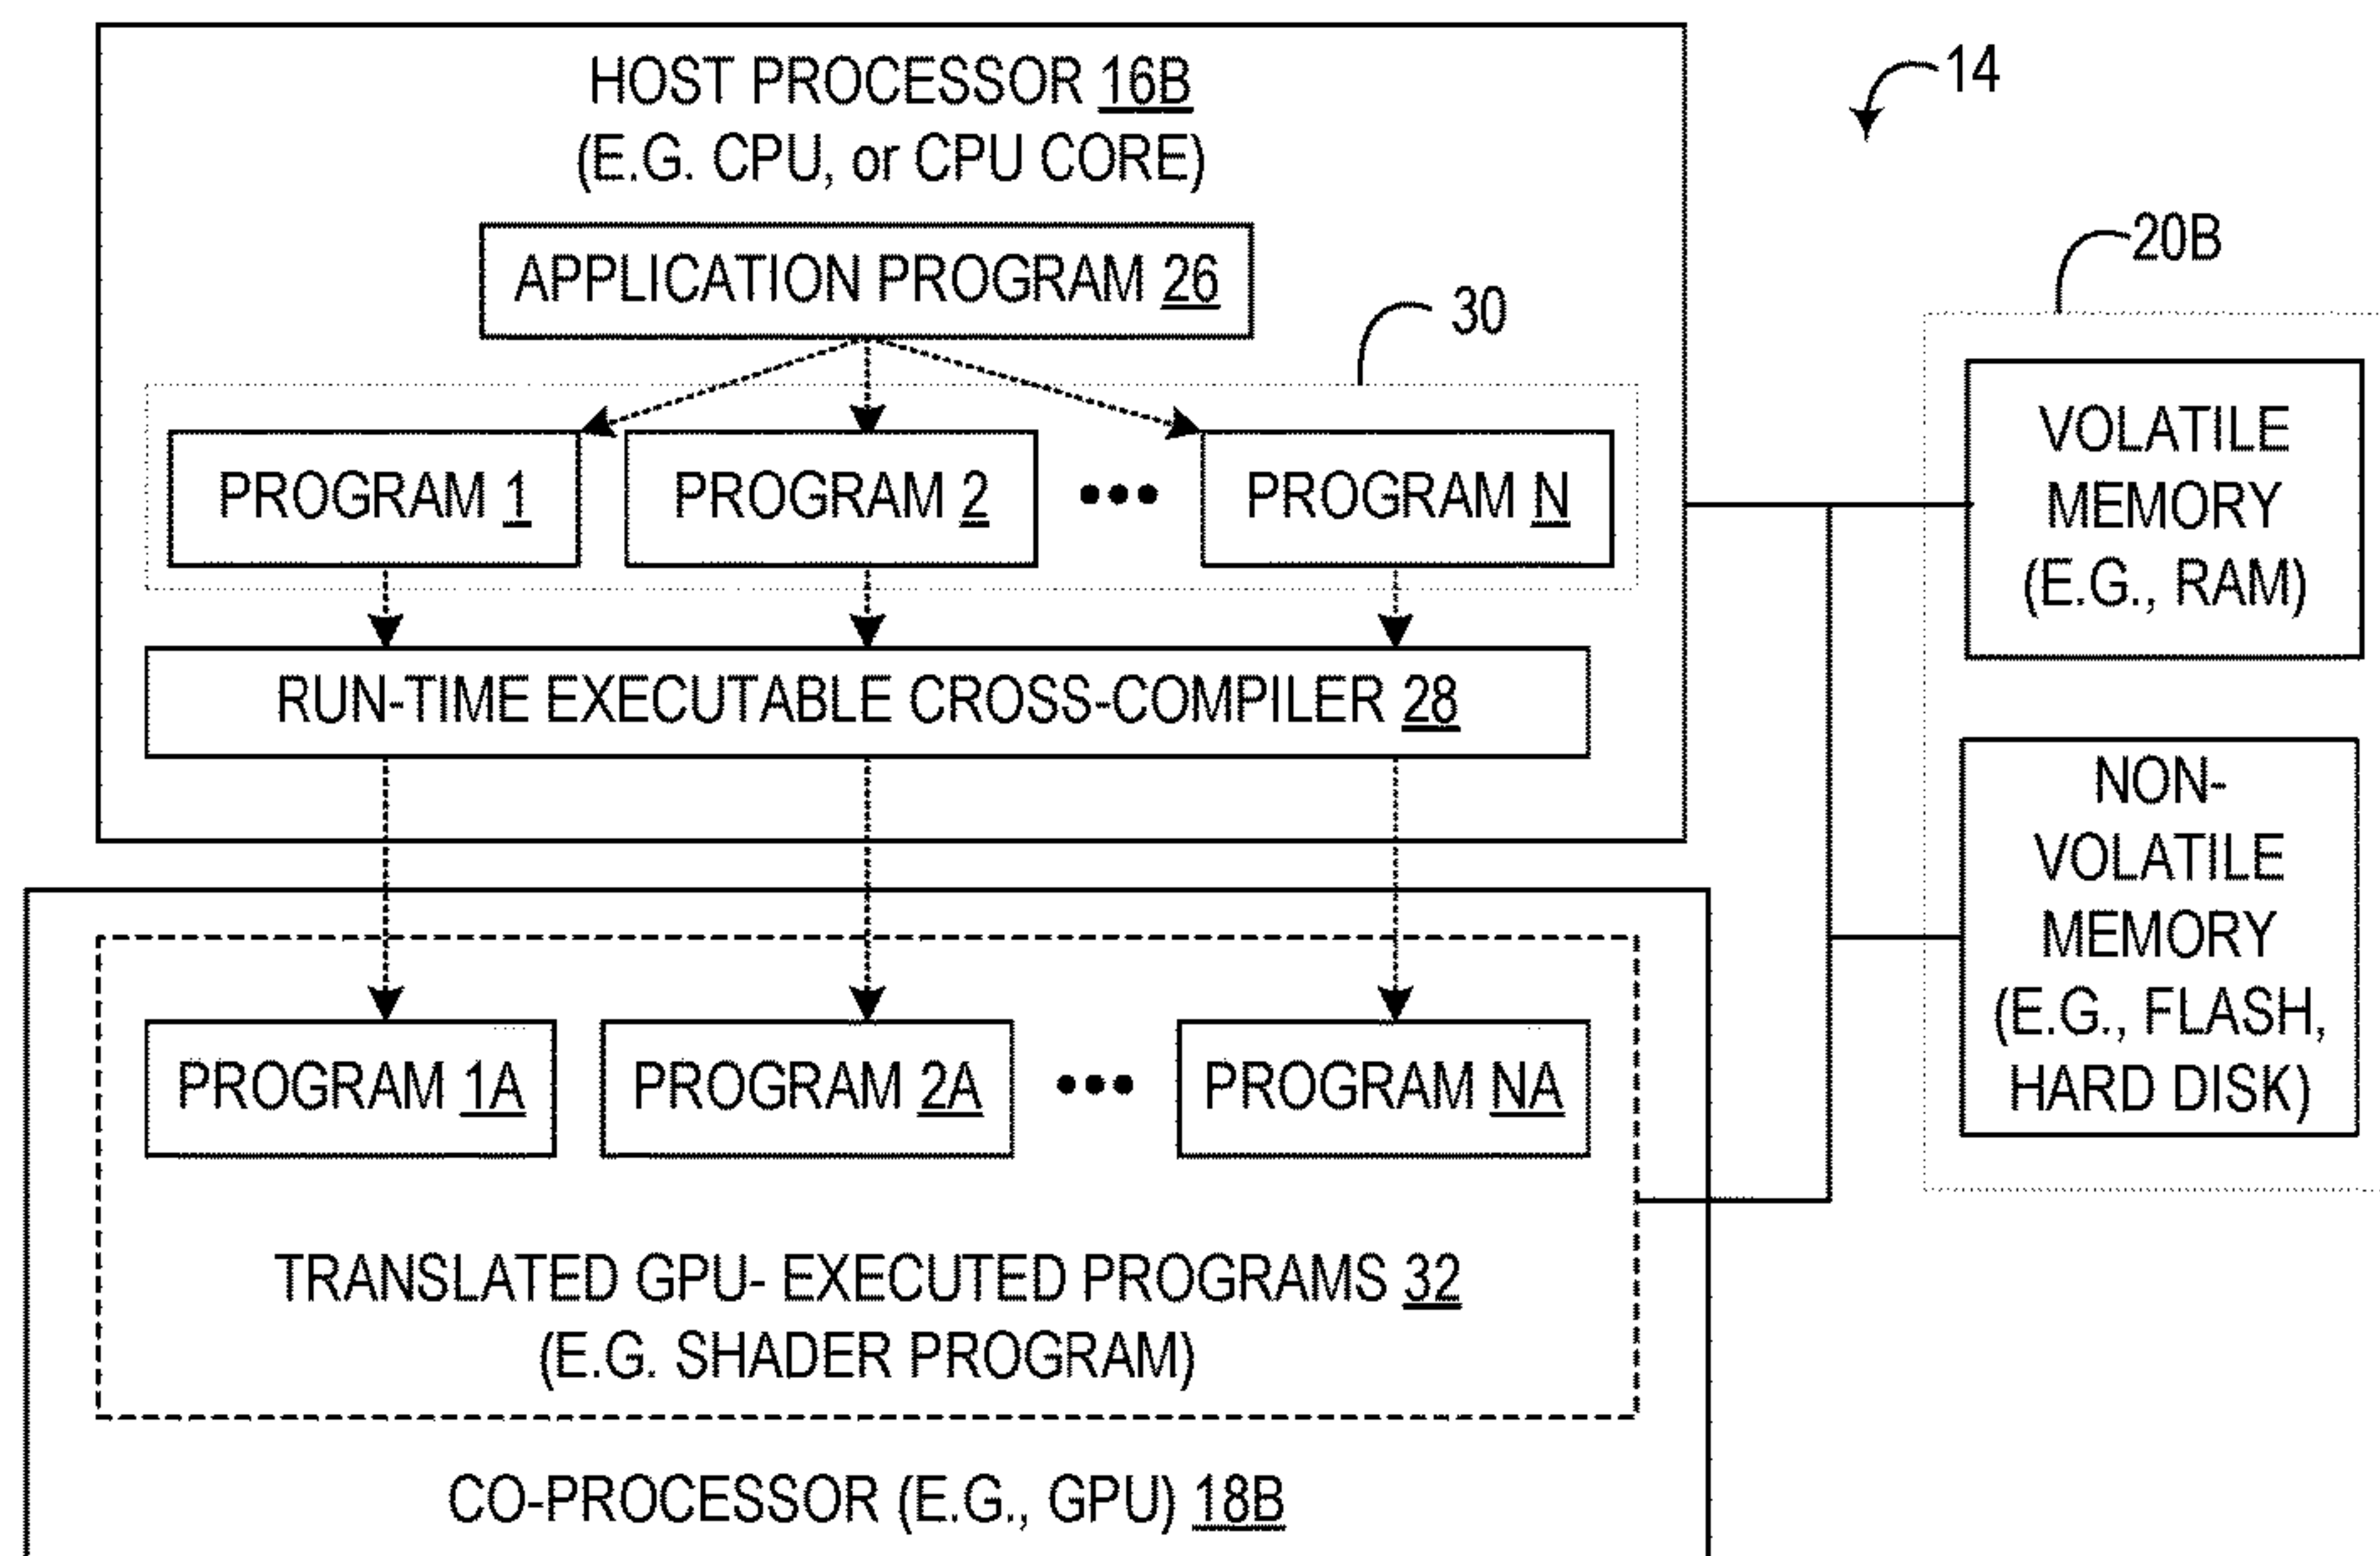 HOST PROCESSOR 16B
(E.G. CPU, or CPU CORE)
14
APPLICATION PROGRAM 26
20B
30
PROGRAM 1
PROGRAM 2
•••
PROGRAM N
VOLATILE
MEMORY
(E.G., RAM)
RUN-TIME EXECUTABLE CROSS-COMPILER 28
NON-
VOLATILE
MEMORY
(E.G., FLASH,
HARD DISK)
PROGRAM 1A
PROGRAM 2A
•••
PROGRAM NA
TRANSLATED GPU- EXECUTED PROGRAMS 32
(E.G. SHADER PROGRAM)
CO-PROCESSOR (E.G., GPU) 18B